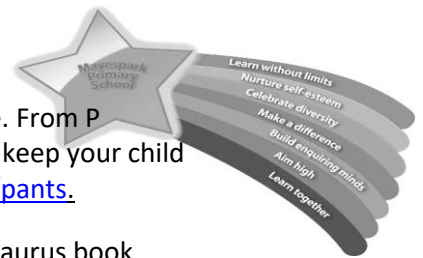 Mayespark
Primary
School
Learn without limits
Nurture self-esteem
Celebrate diversity
Make a difference
Build enquiring minds
Aim high
Learn together
e. From P
keep your child
pants.
aurus book